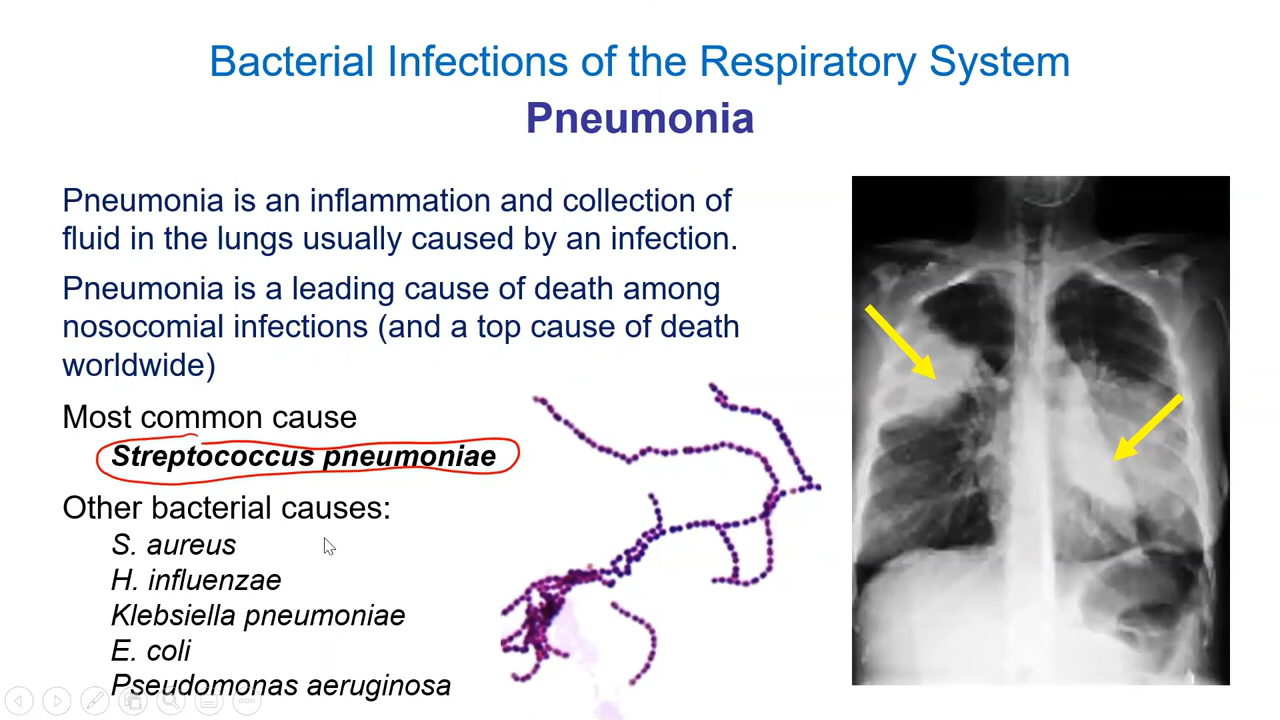 Bacterial Infections of the Respiratory System
Pneumonia
Pneumonia is an inflammation and collection of
fluid in the lungs usually caused by an infection.
Pneumonia is a leading cause of death among
nosocomial infections (and a top cause of death
worldwide)
Most common cause
Streptococcus pneumoniae
Other bacterial causes:
S. aureus
H. influenzae
Klebsiella pneumoniae
E. coli
Pseudomonas aeruginosa